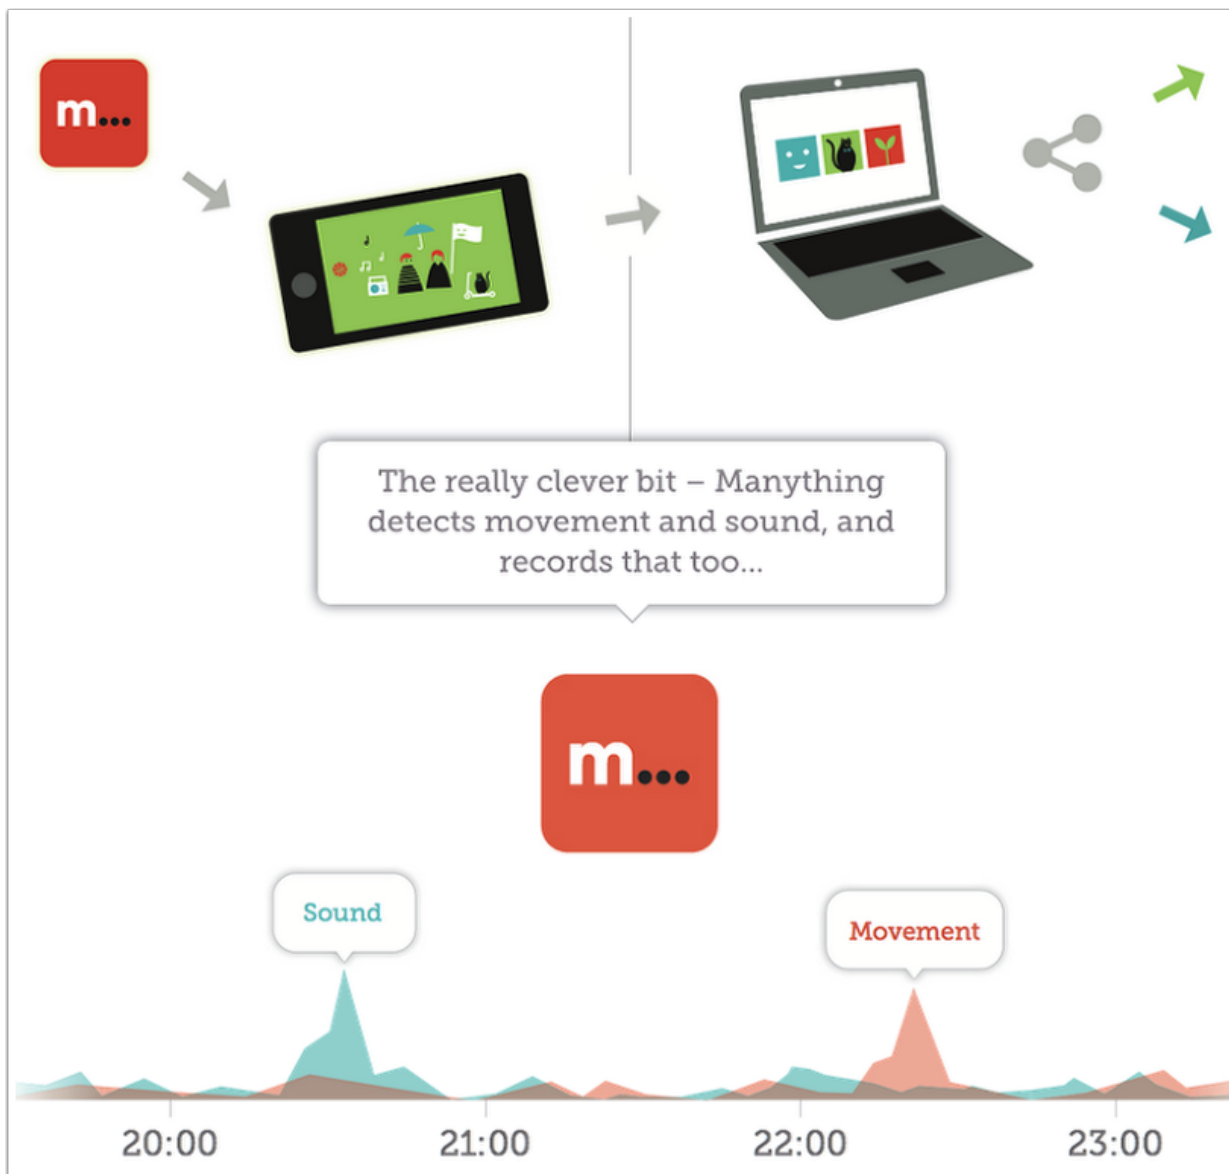 m...
The really clever bit – Manything
detects movement and sound, and
records that too...
m...
Sound
Movement
20:00
21:00
22:00
23:00